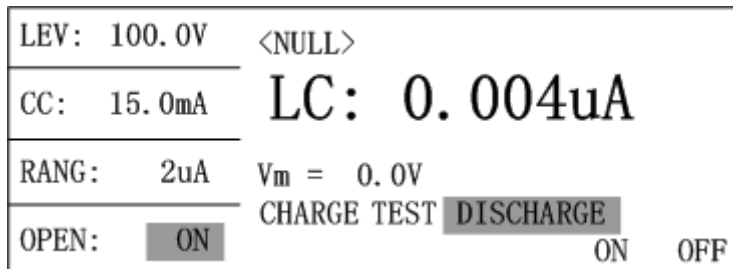 LEV: 100.0V
CC: 15.0mA
RANG: 2uA
OPEN: ON
<NULL>
LC: 0.004uA
Vm = 0.0V
CHARGE TEST DISCHARGE
ON OFF